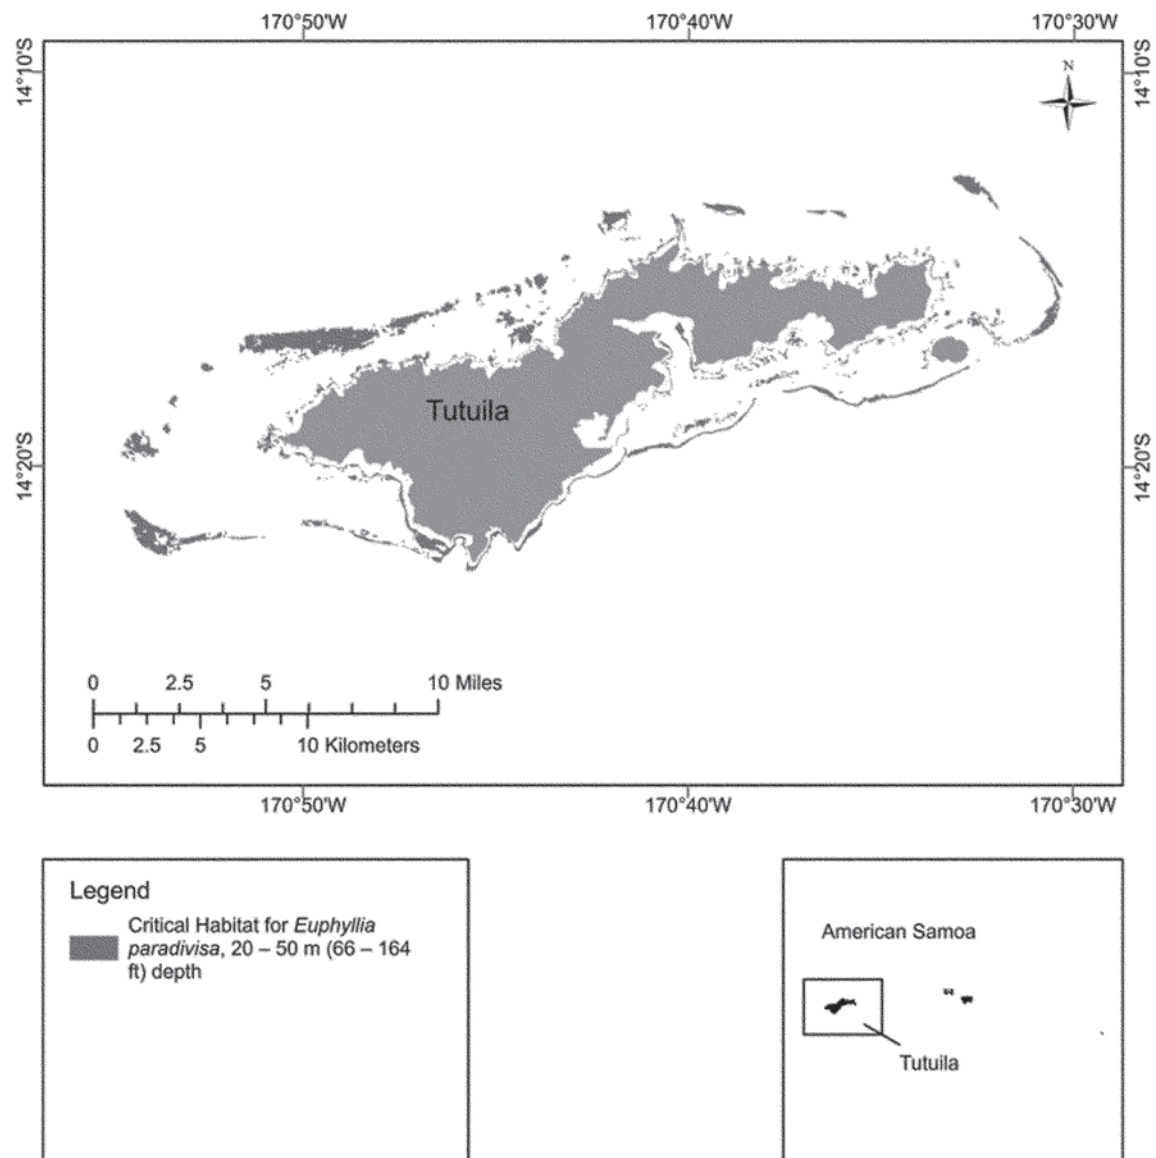 170°50'W 170°40'W 170°30'W
N
14°10'S 14°10'S
Tutuila
14°20'S 14°20'S
0 2.5 5 10 Miles
0 2.5 5 10 Kilometers
170°50'W 170°40'W 170°30'W
Legend
Critical Habitat for Euphyllia
paradivisa, 20 – 50 m (66 – 164
ft) depth
American Samoa
Tutuila